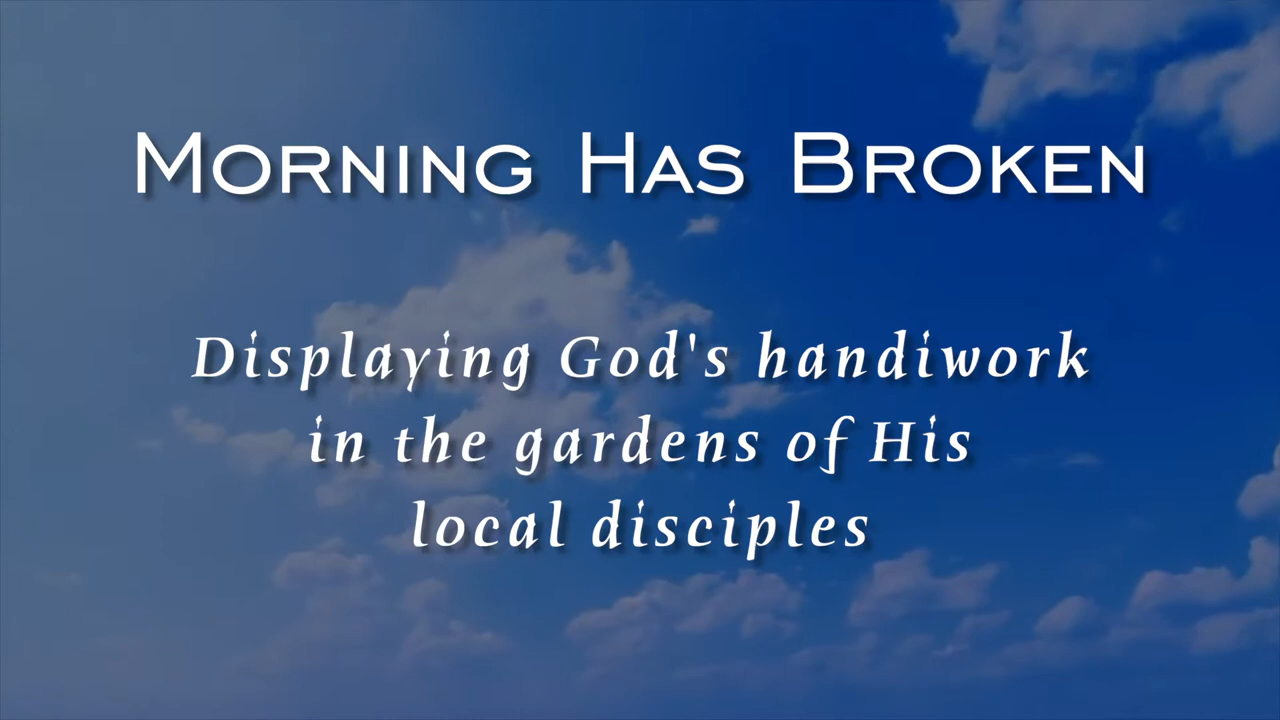 Morning Has Broken
Displaying God's handiwork
in the gardens of His
local disciples